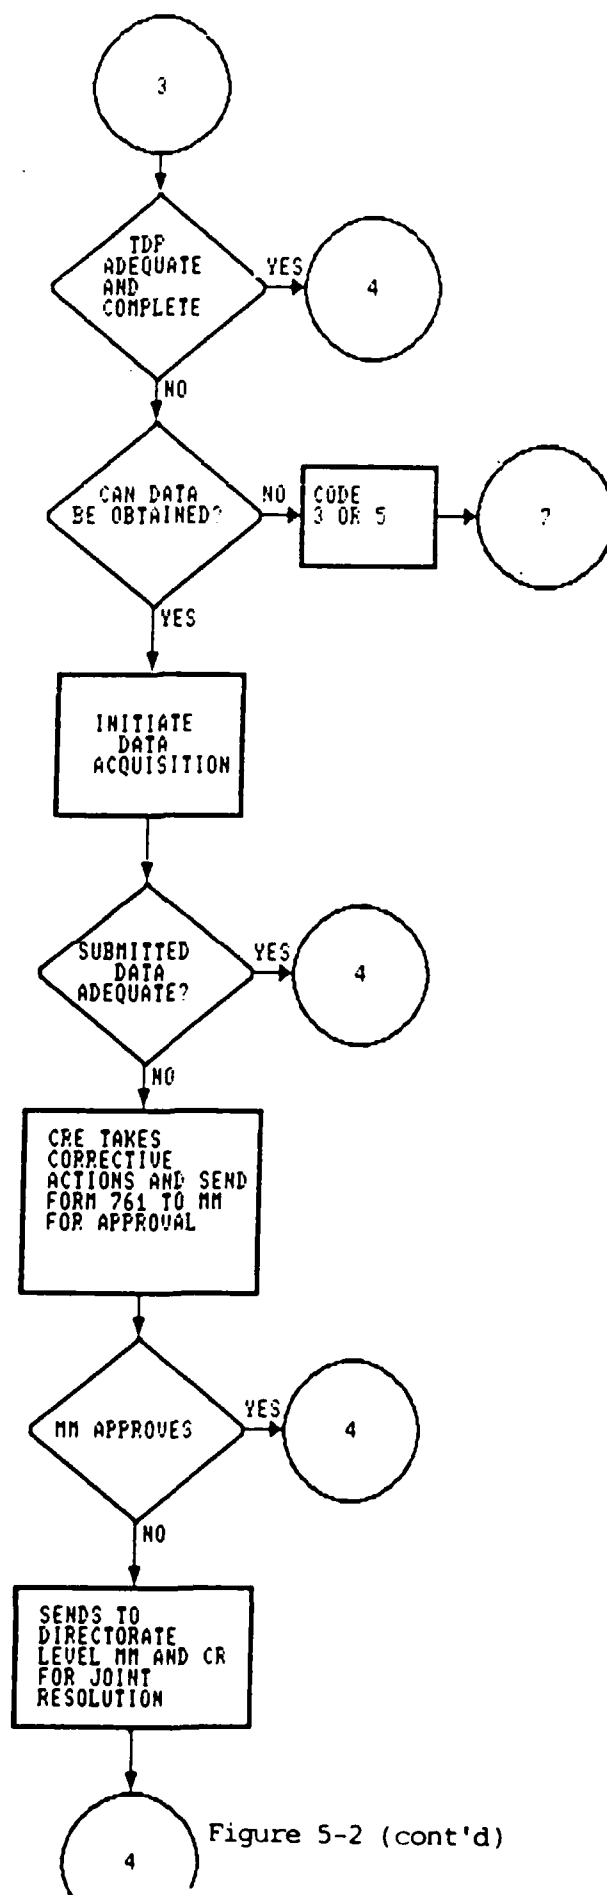 3
TDP
ADEQUATE
AND
COMPLETE
YES
4
NO
CAN DATA
BE OBTAINED?
NO
CODE
3 OR 5
7
YES
INITIATE
DATA
ACQUISITION
SUBMITTED
DATA
ADEQUATE?
YES
4
NO
CRE TAKES
CORRECTIVE
ACTIONS AND SEND
FORM 761 TO MM
FOR APPROVAL
MM APPROVES
YES
4
NO
SENDS TO
DIRECTORATE
LEVEL MM AND CR
FOR JOINT
RESOLUTION
4
Figure 5-2 (cont'd)